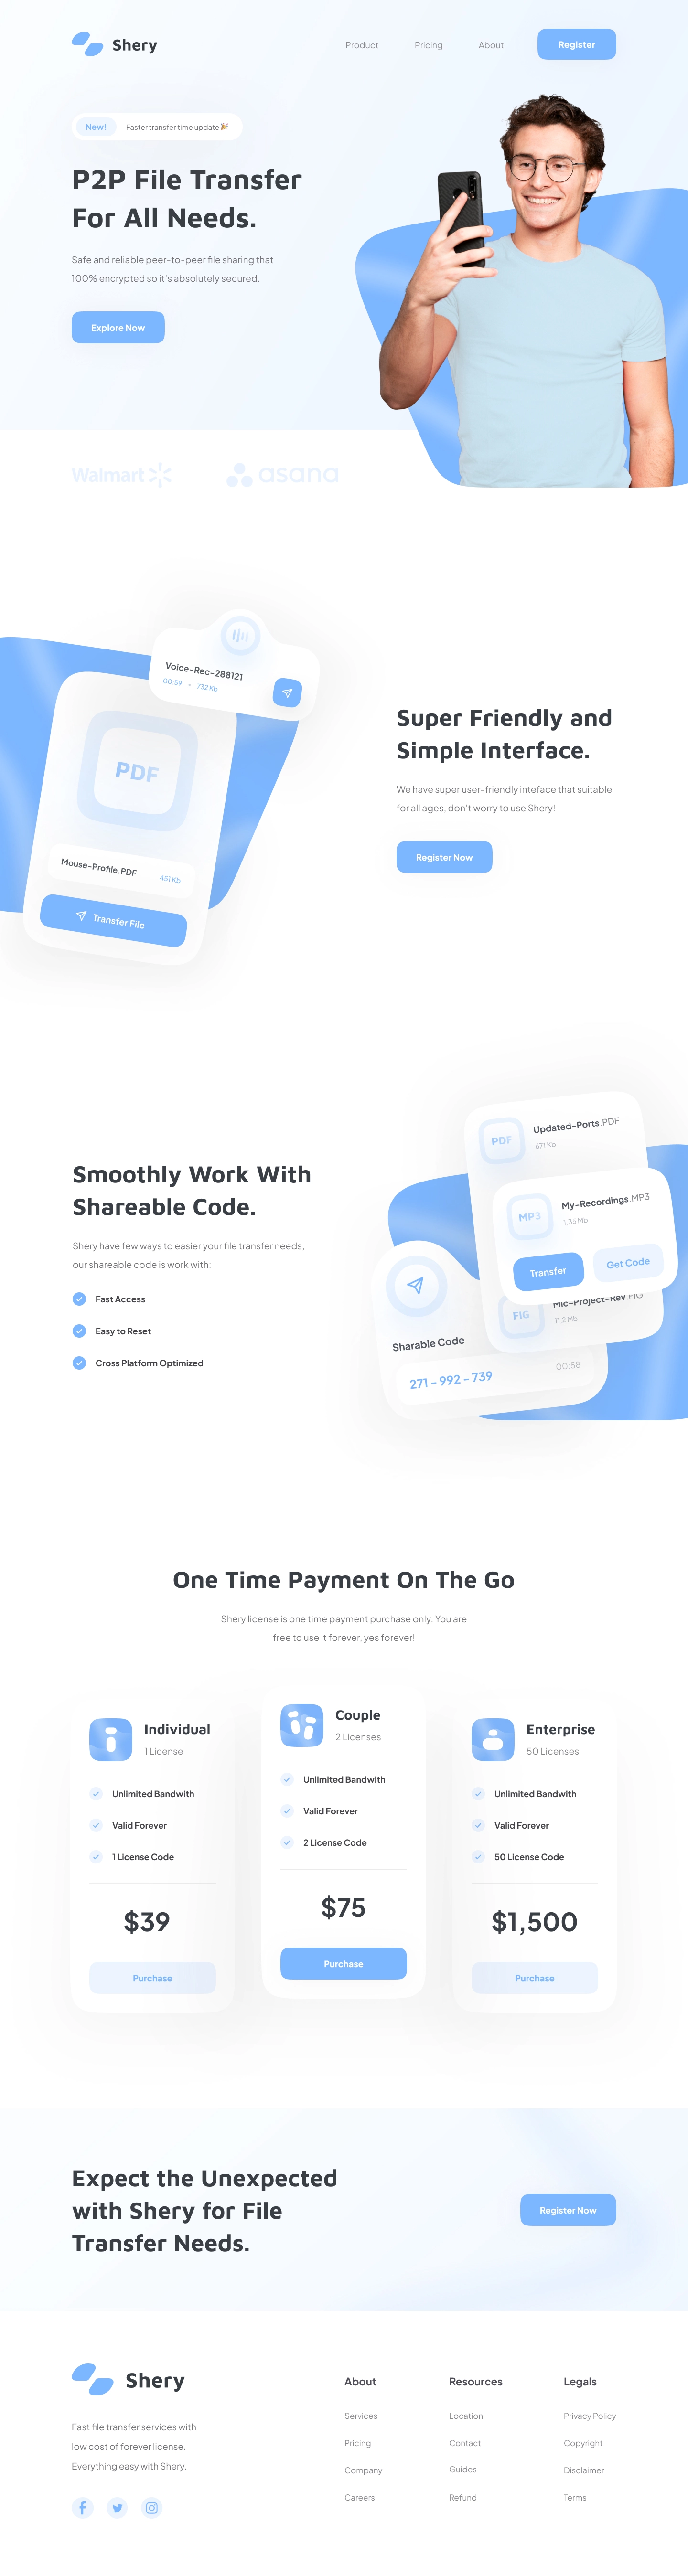 Shery
Product
Pricing
About
Register
New!
Faster transfer time update🎉
P2P File Transfer
For All Needs.
Safe and reliable peer-to-peer file sharing that
100% encrypted so it's absolutely secured.
Explore Now
Walmart
asana
Voice-Rec-288121
00:59 • 732 Kb
PDF
Mouse-Profile.PDF
451 Kb
Transfer File
Super Friendly and
Simple Interface.
We have super user-friendly inteface that suitable
for all ages, don't worry to use Shery!
Register Now
Smoothly Work With
Shareable Code.
Shery have few ways to easier your file transfer needs,
our shareable code is work with:
Fast Access
Easy to Reset
Cross Platform Optimized
PDF
Updated-Ports.PDF
671 Kb
MP3
My-Recordings.MP3
1,35 Mb
Transfer
Get Code
FIG
Mic-Project-Rev.FIG
11,2 Mb
Sharable Code
271 - 992 - 739
00:58
One Time Payment On The Go
Shery license is one time payment purchase only. You are
free to use it forever, yes forever!
Individual
1 License
Unlimited Bandwith
Valid Forever
1 License Code
$39
Purchase
Couple
2 Licenses
Unlimited Bandwith
Valid Forever
2 License Code
$75
Purchase
Enterprise
50 Licenses
Unlimited Bandwith
Valid Forever
50 License Code
$1,500
Purchase
Expect the Unexpected
with Shery for File
Transfer Needs.
Register Now
Shery
Fast file transfer services with
low cost of forever license.
Everything easy with Shery.
About
Services
Pricing
Company
Careers
Resources
Location
Contact
Guides
Refund
Legals
Privacy Policy
Copyright
Disclaimer
Terms